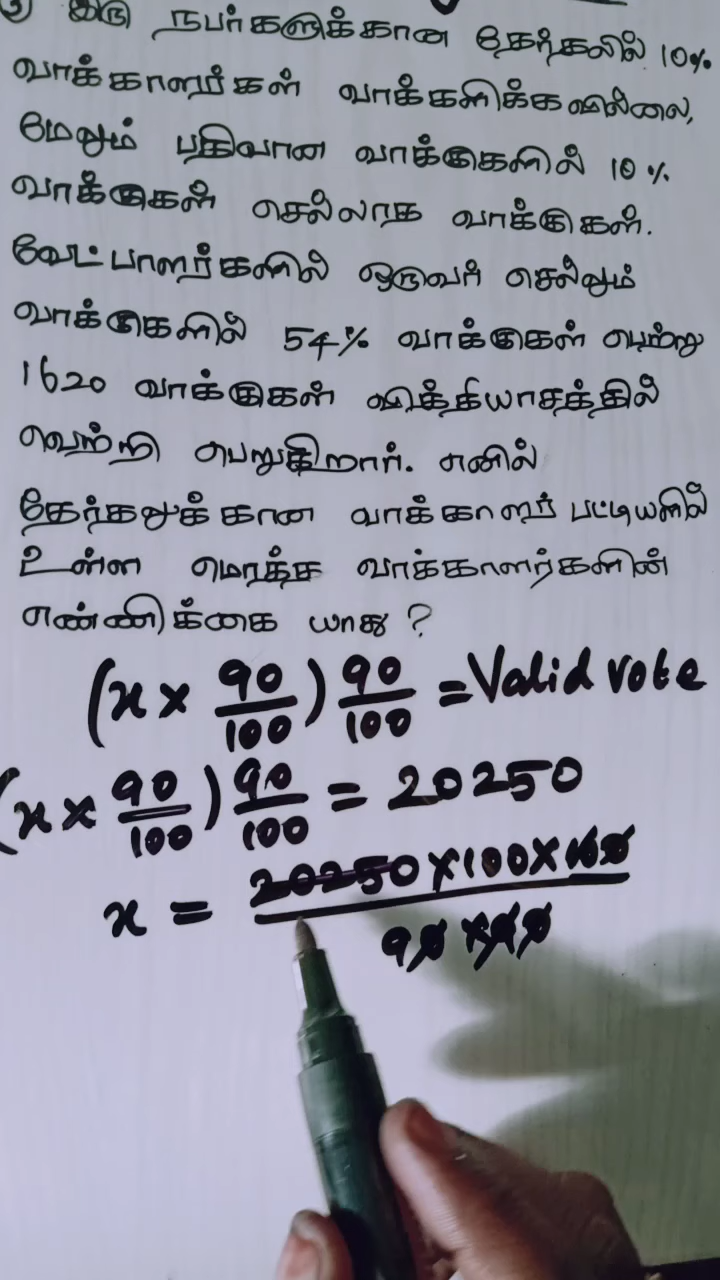 இரு நபர்களுக்கான தேர்தலில் 10%
வாக்காளர்கள் வாக்களிக்கவில்லை,
மேலும் பதிவான வாக்குகளில் 10%
வாக்குகள் செல்லாத வாக்குகள்.
வேட்பாளர்களில் ஒருவர் செல்லும்
வாக்குகளில் 54% வாக்குகள் பெற்று
1620 வாக்குகள் வித்தியாசத்தில்
வெற்றி பெறுகிறார். எனில்
தேர்தலுக்கான வாக்காளர் பட்டியலில்
உள்ள மொத்த வாக்காளர்களின்
எண்ணிக்கை யாது?
(x × 90/100) 90/100 = Valid vote
(x × 90/100) 90/100 = 20250
x = 20250×100×100 / 90×90